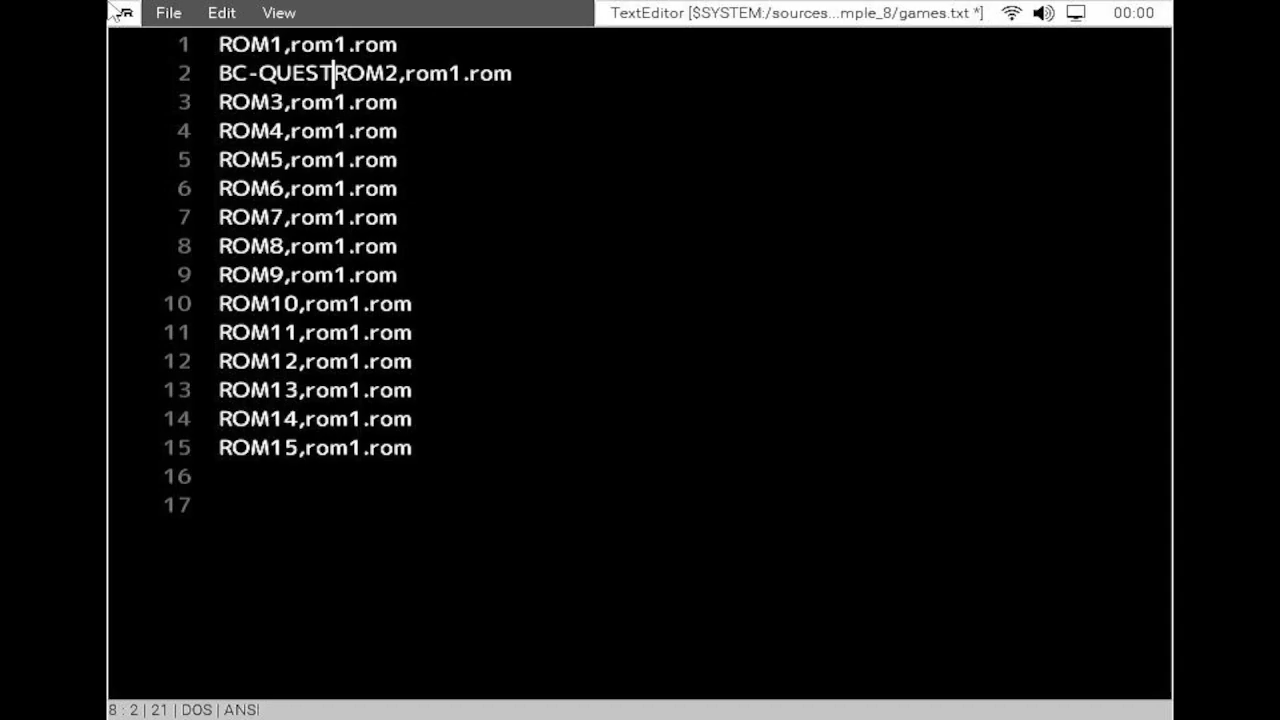 File Edit View TextEditor [$SYSTEM:/sources...mple_8/games.txt *] 00:00
1 ROM1,rom1.rom
2 BC-QUESTROM2,rom1.rom
3 ROM3,rom1.rom
4 ROM4,rom1.rom
5 ROM5,rom1.rom
6 ROM6,rom1.rom
7 ROM7,rom1.rom
8 ROM8,rom1.rom
9 ROM9,rom1.rom
10 ROM10,rom1.rom
11 ROM11,rom1.rom
12 ROM12,rom1.rom
13 ROM13,rom1.rom
14 ROM14,rom1.rom
15 ROM15,rom1.rom
16
17
8 : 2 | 21 | DOS | ANSI